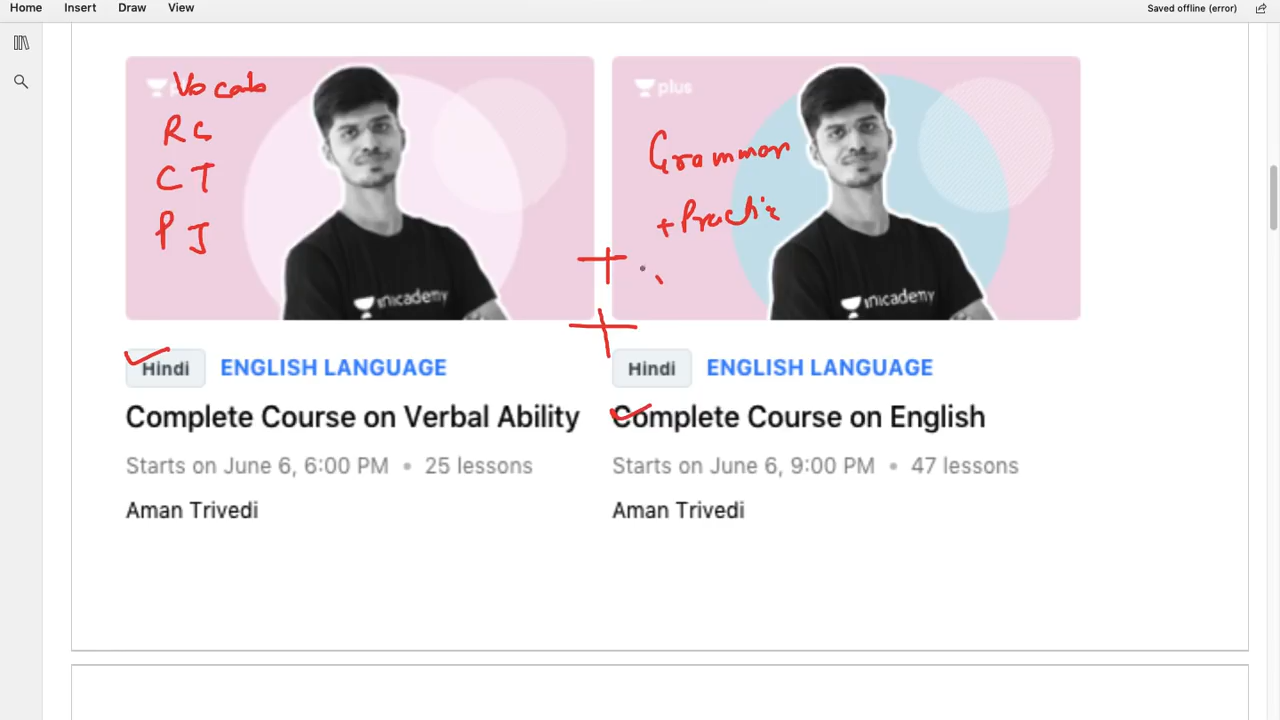 Home Insert Draw View Saved offline (error)
plus
Vocab
RC
CT
PJ
Grammar
+ Practice
unacademy
unacademy
Hindi ENGLISH LANGUAGE
Complete Course on Verbal Ability
Starts on June 6, 6:00 PM • 25 lessons
Aman Trivedi
Hindi ENGLISH LANGUAGE
Complete Course on English
Starts on June 6, 9:00 PM • 47 lessons
Aman Trivedi